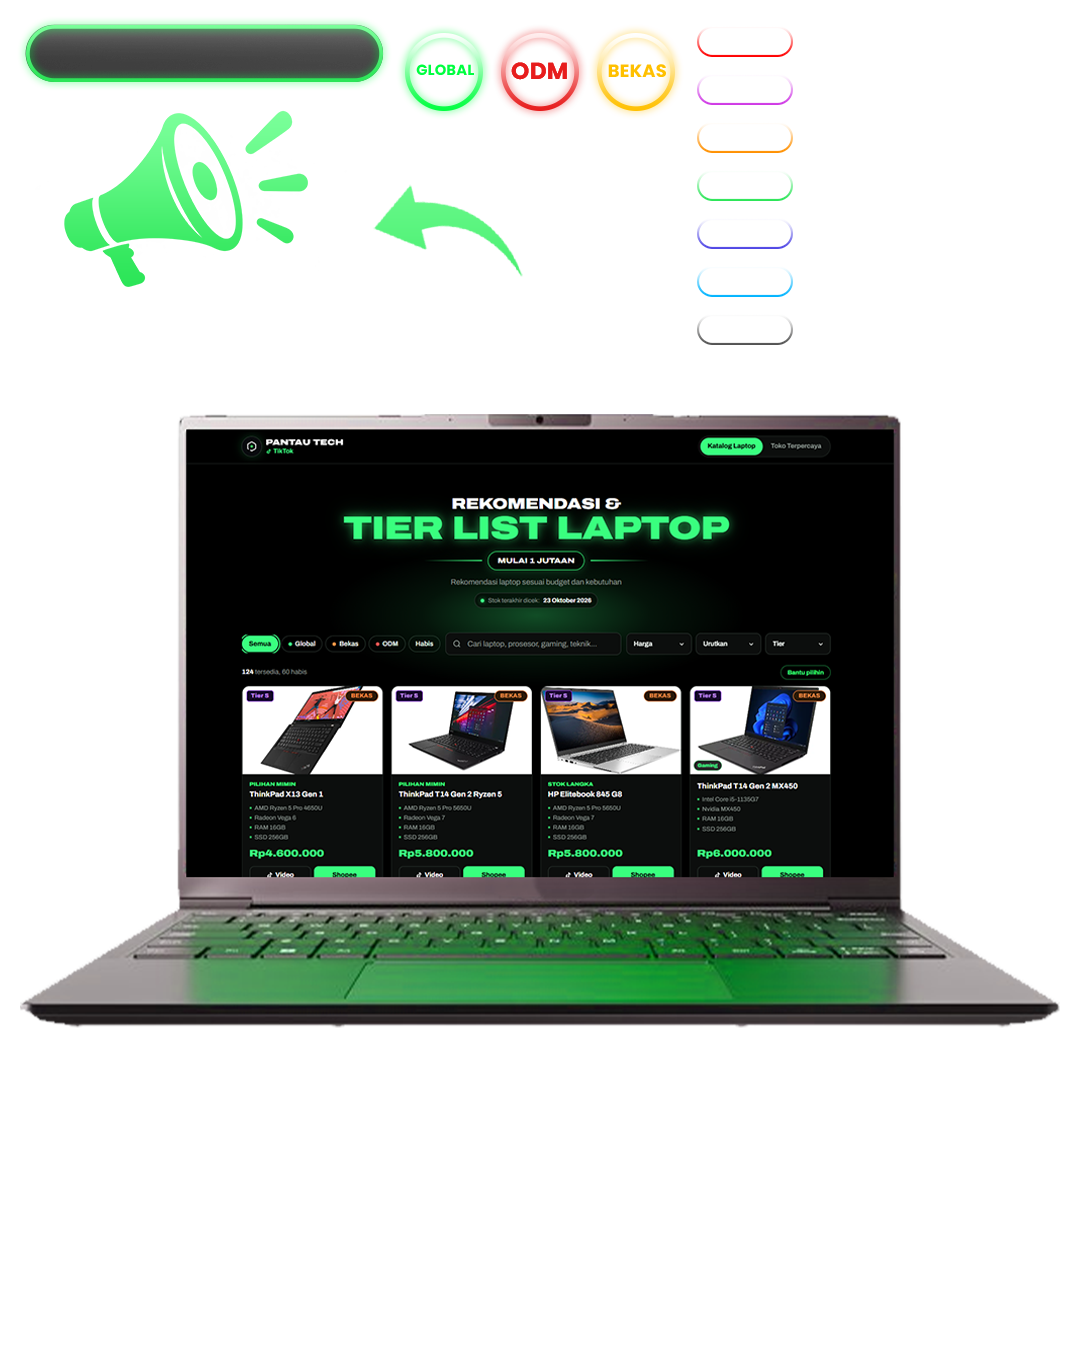 GLOBAL
ODM
BEKAS
PANTAU TECH
TikTok
Katalog Laptop
Toko Terpercaya
REKOMENDASI &
TIER LIST LAPTOP
MULAI 1 JUTAAN
Rekomendasi laptop sesuai budget dan kebutuhan
Stok terakhir dicek: 23 Oktober 2026
Semua
Global
Bekas
ODM
Habis
Cari laptop, prosesor, gaming, teknik...
Harga
Urutkan
Tier
124 tersedia, 60 habis
Bantu pilihin
Tier S
BEKAS
PILIHAN MIMIN
ThinkPad X13 Gen 1
AMD Ryzen 5 Pro 4650U
Radeon Vega 6
RAM 16GB
SSD 256GB
Rp4.600.000
Video
Shopee
Tier S
BEKAS
PILIHAN MIMIN
ThinkPad T14 Gen 2 Ryzen 5
AMD Ryzen 5 Pro 5650U
Radeon Vega 7
RAM 16GB
SSD 256GB
Rp5.800.000
Video
Shopee
Tier S
BEKAS
STOK LANGKA
HP Elitebook 845 G8
AMD Ryzen 5 Pro 5650U
Radeon Vega 7
RAM 16GB
SSD 256GB
Rp5.800.000
Video
Shopee
Tier S
BEKAS
Gaming
ThinkPad T14 Gen 2 MX450
Intel Core i5-1135G7
Nvidia MX450
RAM 16GB
SSD 256GB
Rp6.000.000
Video
Shopee